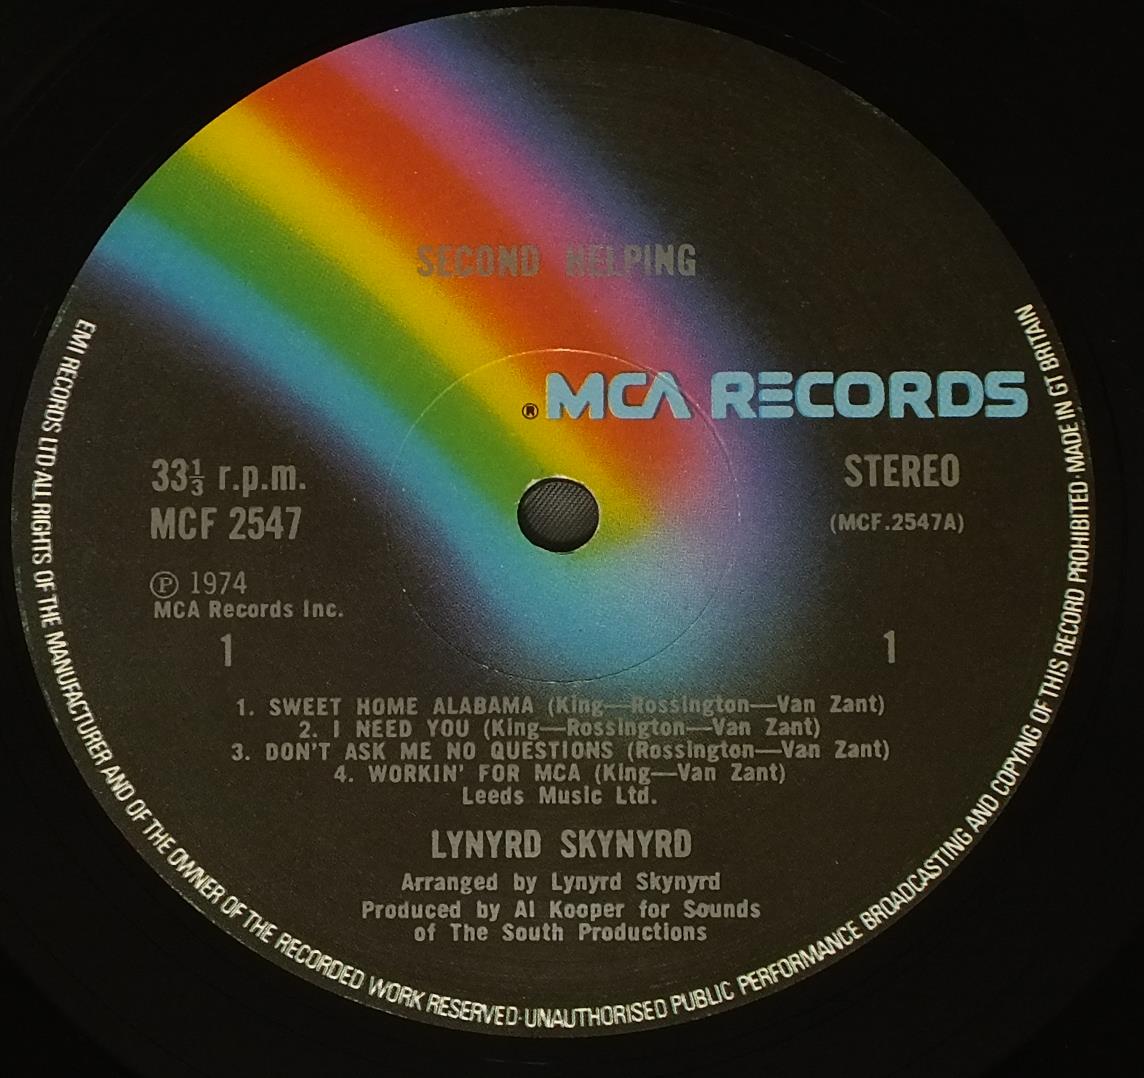 SECOND HELPING
® MCA RECORDS
33⅓ r.p.m.
STEREO
MCF 2547
(MCF.2547A)
℗ 1974
MCA Records Inc.
1
1
1. SWEET HOME ALABAMA (King—Rossington—Van Zant)
2. I NEED YOU (King—Rossington—Van Zant)
3. DON'T ASK ME NO QUESTIONS (Rossington—Van Zant)
4. WORKIN' FOR MCA (King—Van Zant)
Leeds Music Ltd.
LYNYRD SKYNYRD
Arranged by Lynyrd Skynyrd
Produced by Al Kooper for Sounds
of The South Productions
EMI RECORDS LTD·ALL RIGHTS OF THE MANUFACTURER AND OF THE OWNER OF THE RECORDED WORK RESERVED·UNAUTHORISED PUBLIC PERFORMANCE BROADCASTING AND COPYING OF THIS RECORD PROHIBITED·MADE IN GT BRITAIN